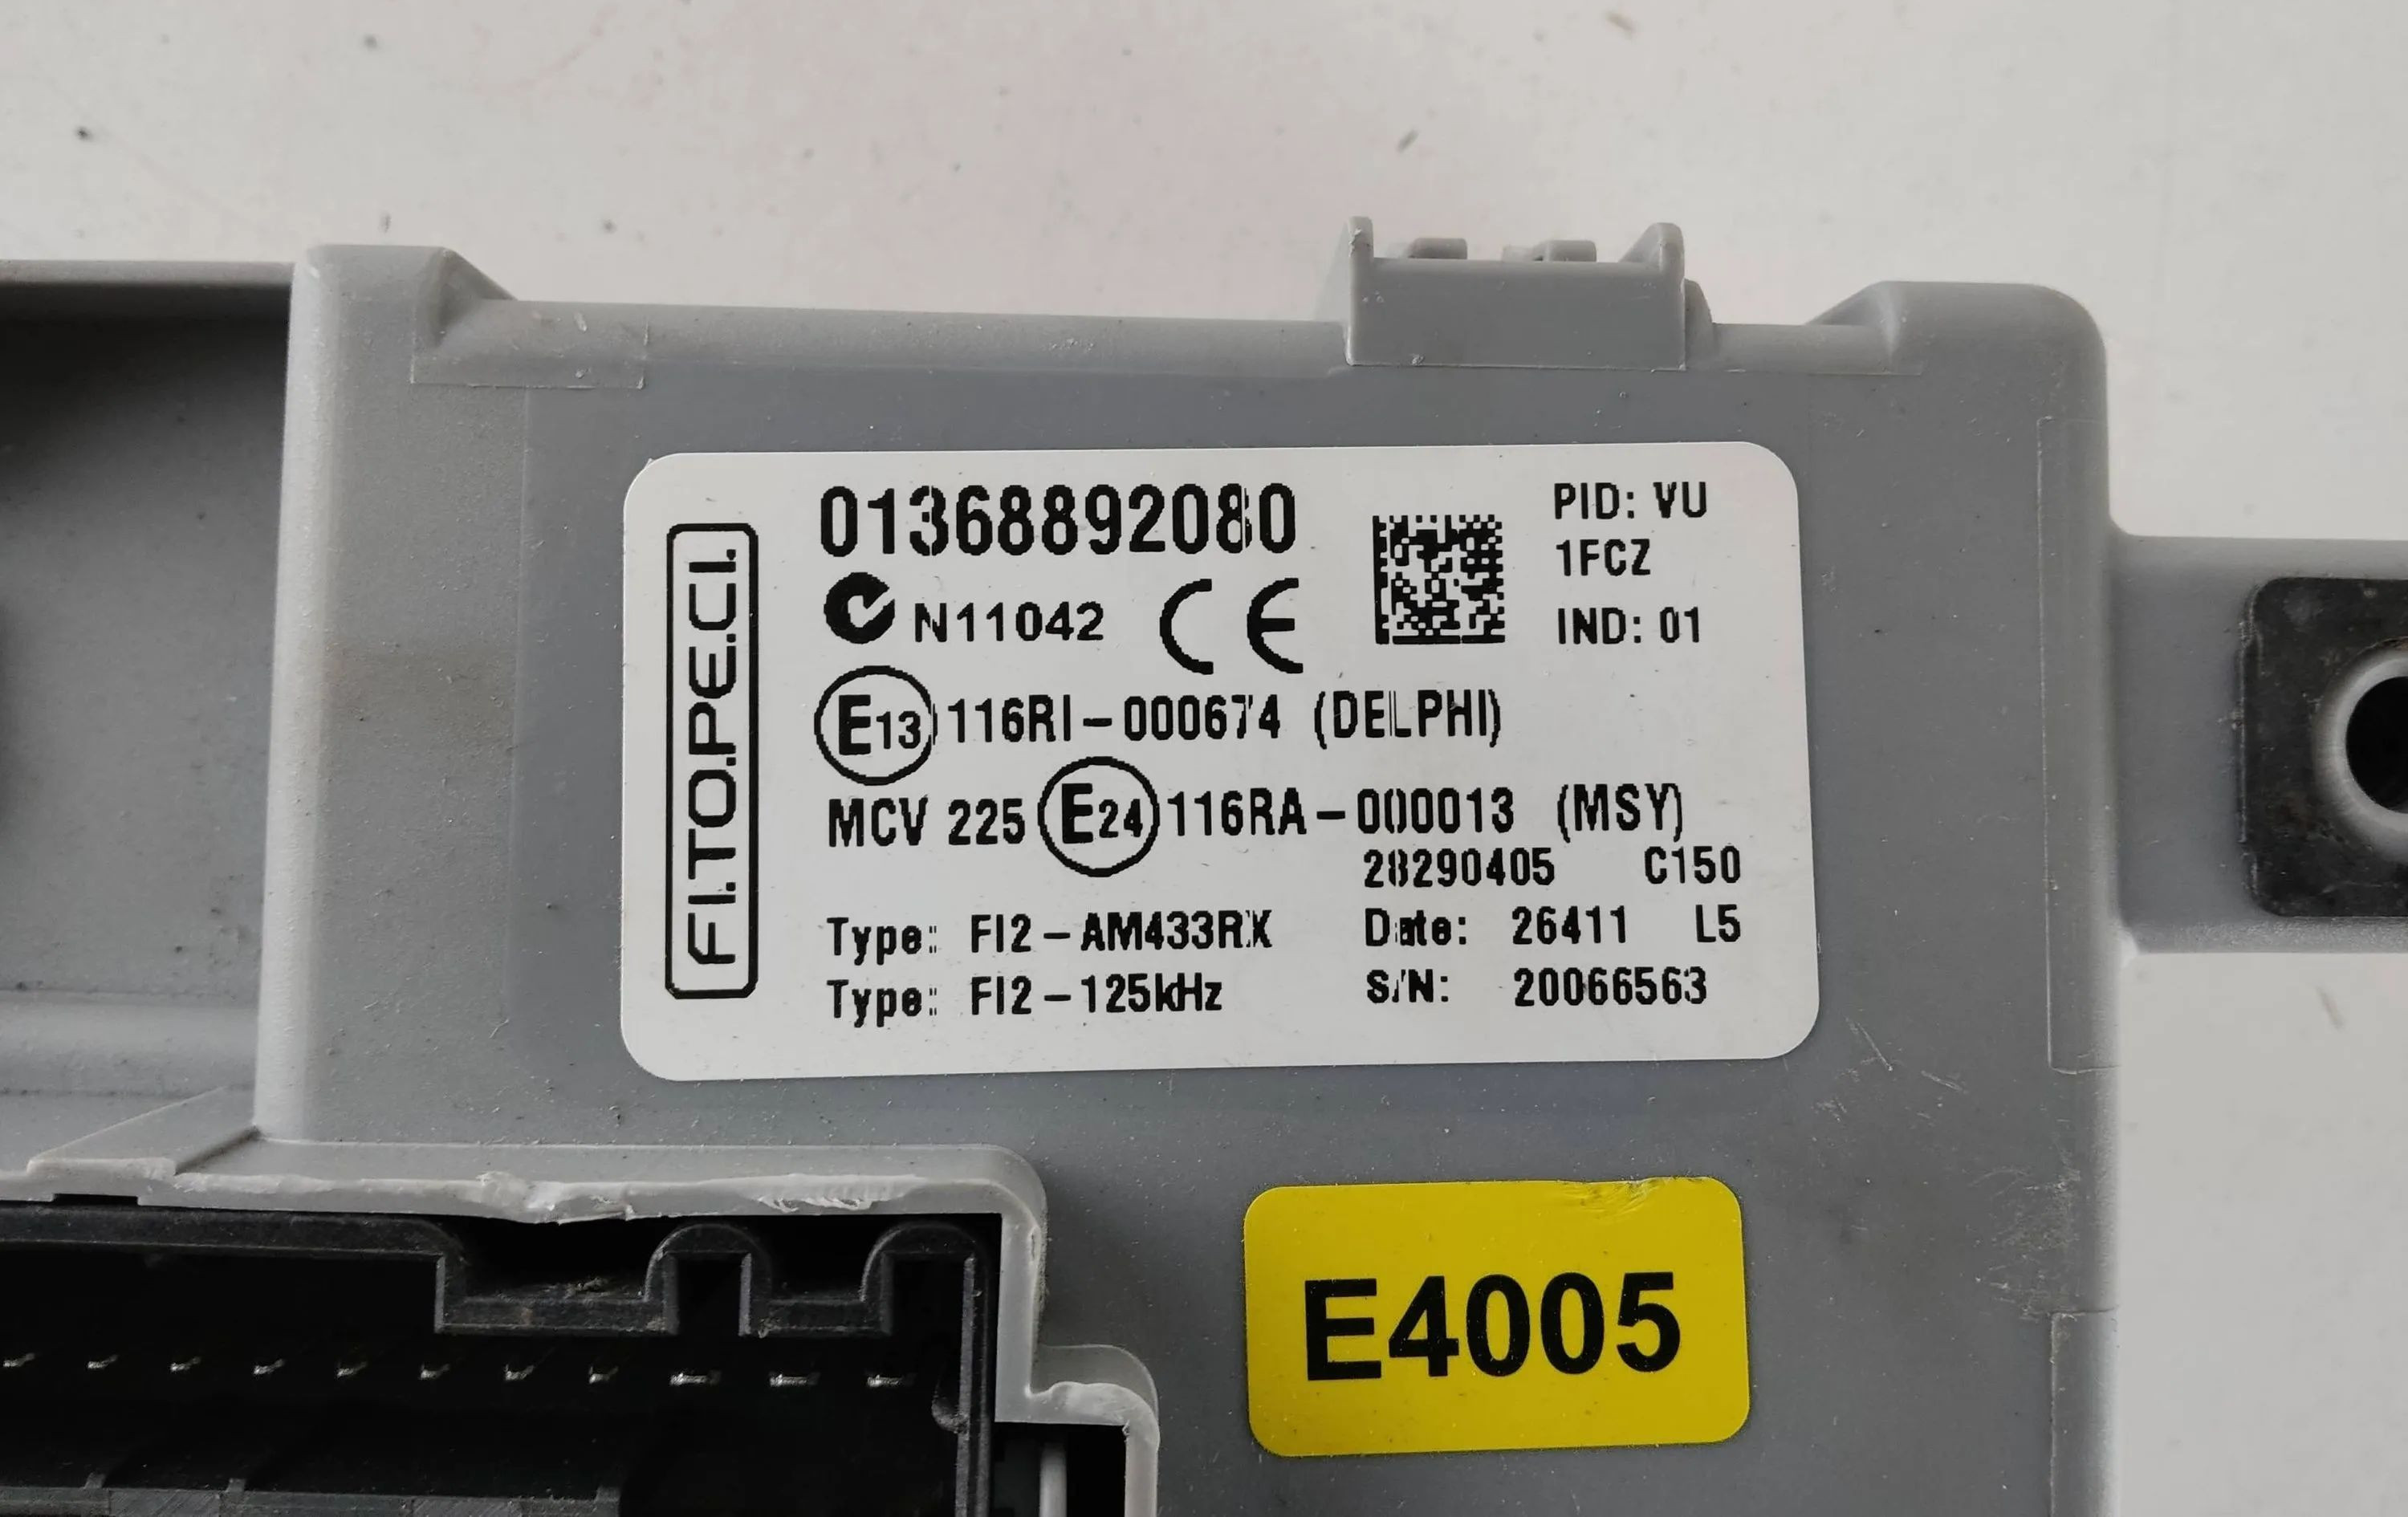 FI.TO.PE.CI.
01368892080
N11042 CE
PID: VU
1FCZ
IND: 01
E13 116RI-000674 (DELPHI)
MCV 225 E24 116RA-000013 (MSY)
28290405 C150
Type: FI2-AM433RX Date: 26411 L5
Type: FI2-125kHz S/N: 20066563
E4005